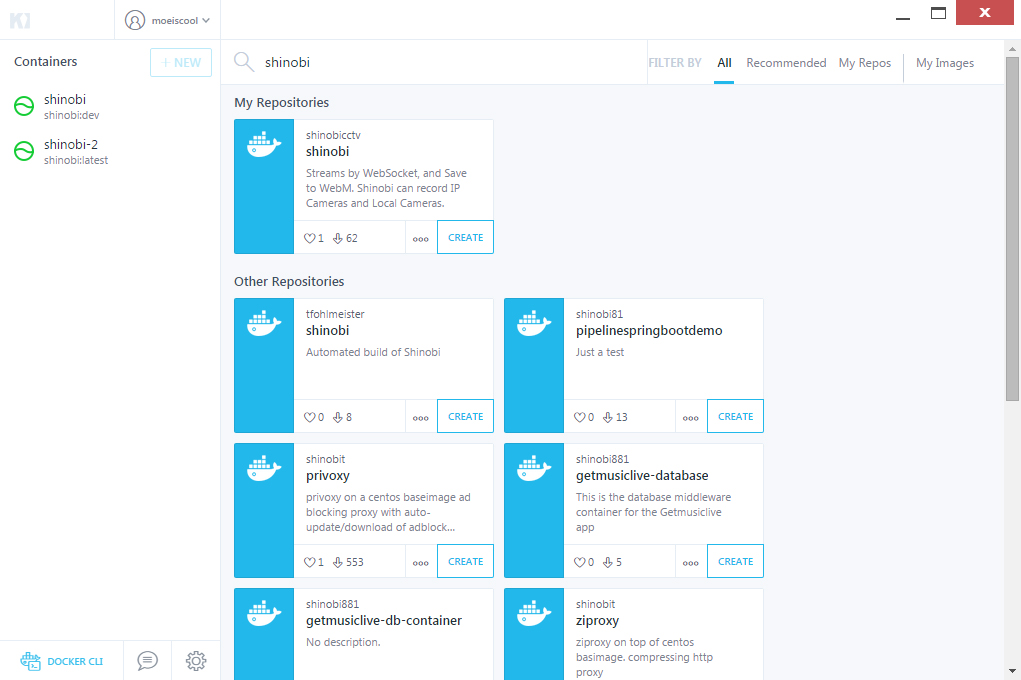 moeiscool
Containers
+ NEW
shinobi
shinobi:dev
shinobi-2
shinobi:latest
DOCKER CLI
shinobi
FILTER BY
All
Recommended
My Repos
My Images
My Repositories
shinobicctv
shinobi
Streams by WebSocket, and Save
to WebM. Shinobi can record IP
Cameras and Local Cameras.
1
62
CREATE
Other Repositories
tfohlmeister
shinobi
Automated build of Shinobi
0
8
CREATE
shinobi81
pipelinespringbootdemo
Just a test
0
13
CREATE
shinobit
privoxy
privoxy on a centos baseimage ad
blocking proxy with auto-
update/download of adblock...
1
553
CREATE
shinobi881
getmusiclive-database
This is the database middleware
container for the Getmusiclive
app
0
5
CREATE
shinobi881
getmusiclive-db-container
No description.
shinobit
ziproxy
ziproxy on top of centos
basimage. compressing http
proxy